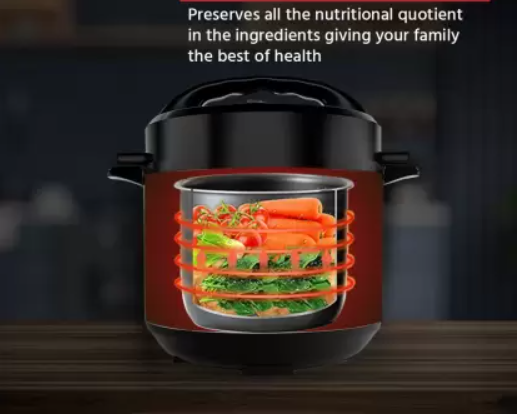 Preserves all the nutritional quotient
in the ingredients giving your family
the best of health